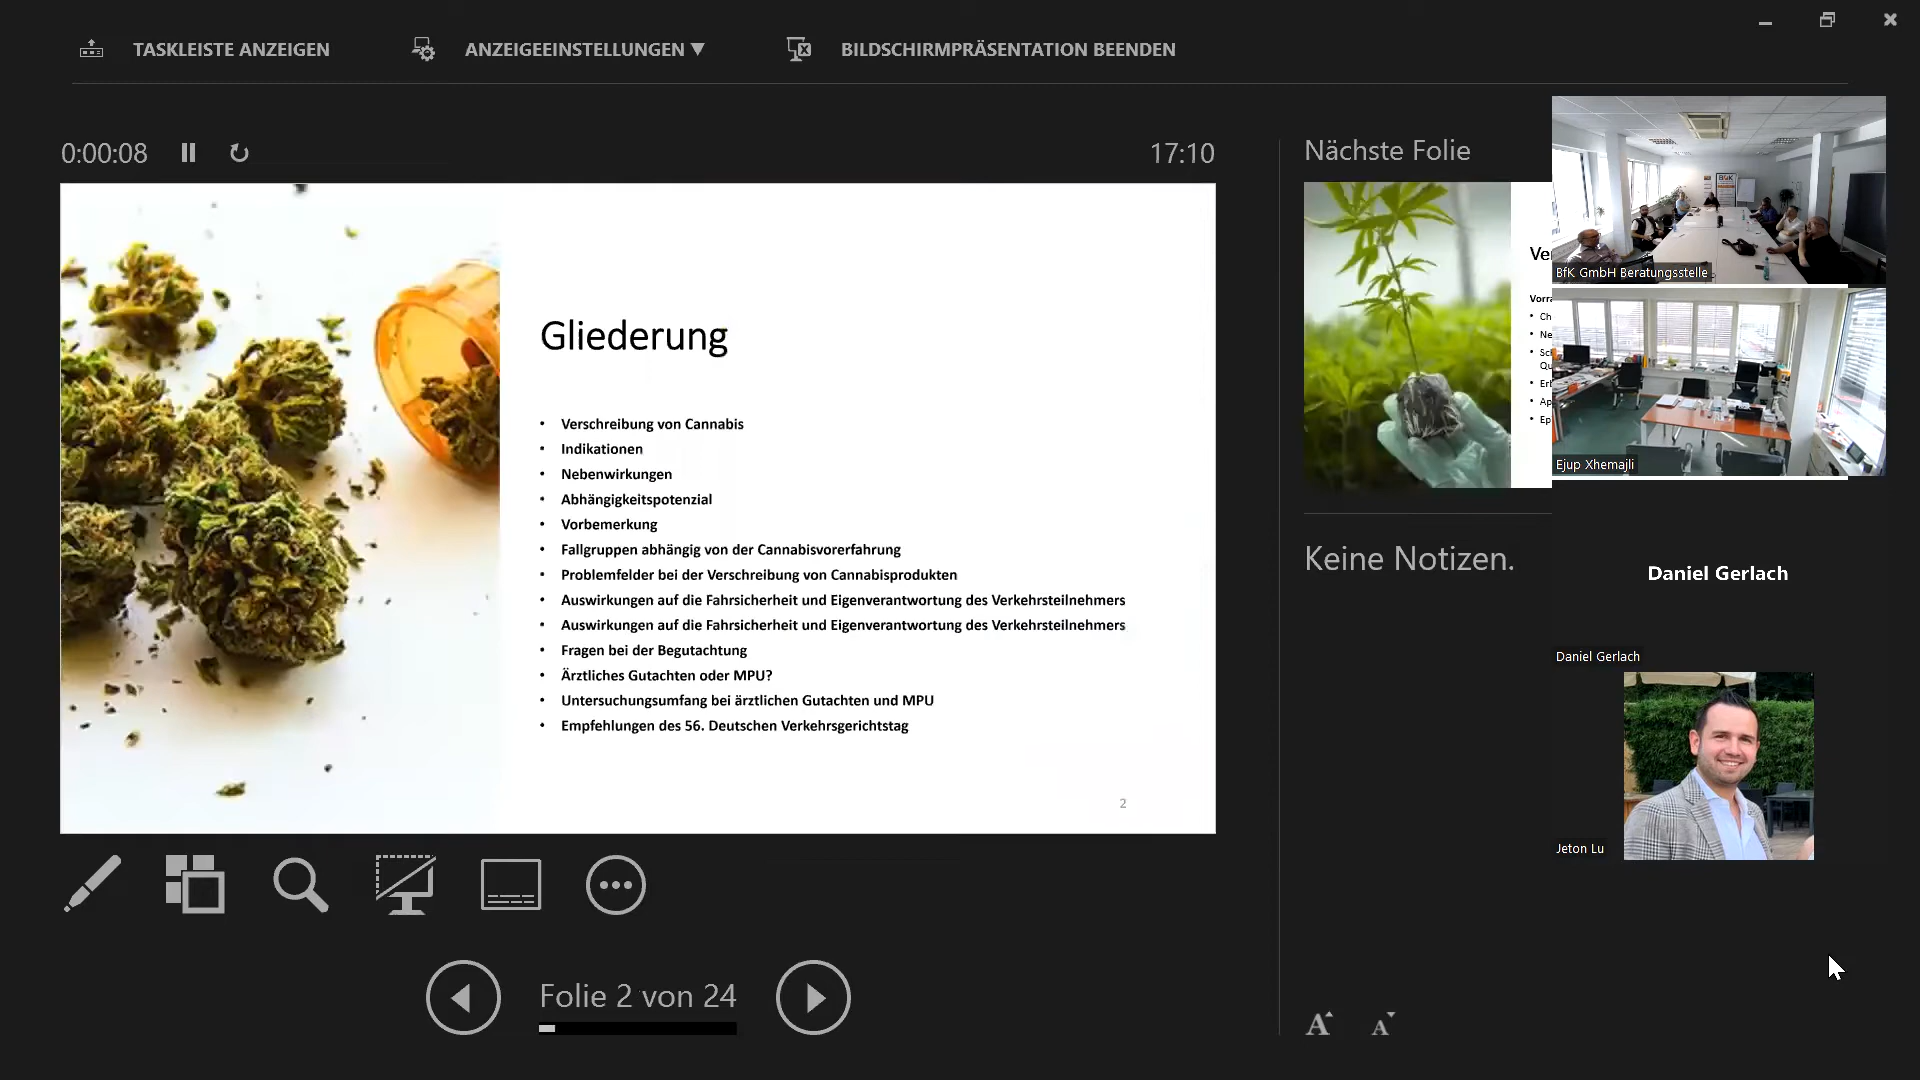 TASKLEISTE ANZEIGEN
ANZEIGEEINSTELLUNGEN ▼
BILDSCHIRMPRÄSENTATION BEENDEN
0:00:08
17:10
Gliederung
• Verschreibung von Cannabis
• Indikationen
• Nebenwirkungen
• Abhängigkeitspotenzial
• Vorbemerkung
• Fallgruppen abhängig von der Cannabisvorerfahrung
• Problemfelder bei der Verschreibung von Cannabisprodukten
• Auswirkungen auf die Fahrsicherheit und Eigenverantwortung des Verkehrsteilnehmers
• Auswirkungen auf die Fahrsicherheit und Eigenverantwortung des Verkehrsteilnehmers
• Fragen bei der Begutachtung
• Ärztliches Gutachten oder MPU?
• Untersuchungsumfang bei ärztlichen Gutachten und MPU
• Empfehlungen des 56. Deutschen Verkehrsgerichtstag
2
Folie 2 von 24
Nächste Folie
Keine Notizen.
BfK GmbH Beratungsstelle
Ejup Xhemajli
Daniel Gerlach
Daniel Gerlach
Jeton Lu